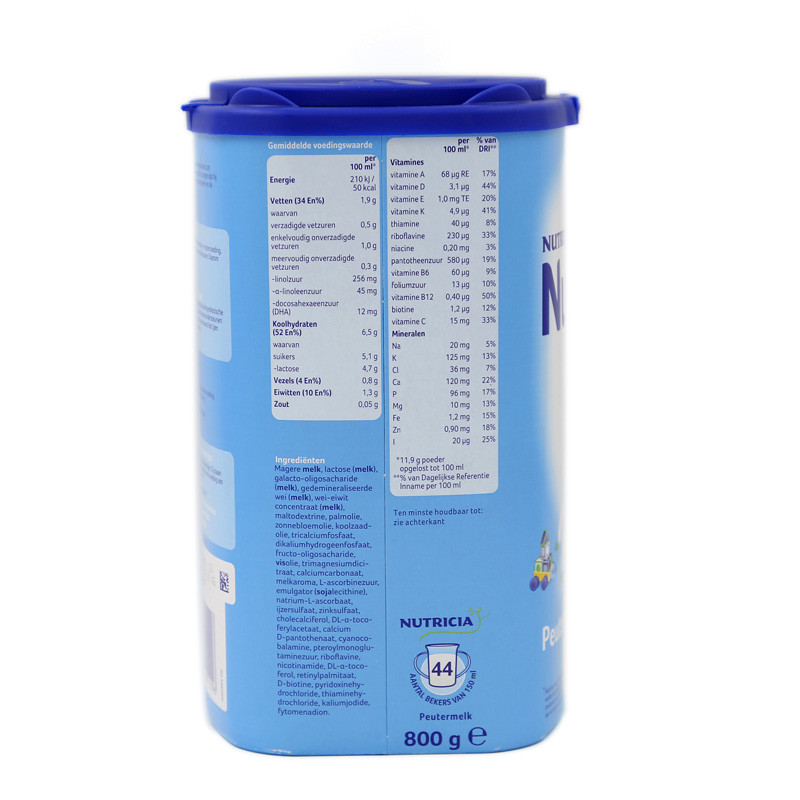 Gemiddelde voedingswaarde
per
100 ml*
Energie 210 kJ /
50 kcal
Vetten (34 En%) 1,9 g
waarvan
verzadigde vetzuren 0,5 g
enkelvoudig onverzadigde
vetzuren 1,0 g
meervoudig onverzadigde
vetzuren 0,3 g
-linolzuur 256 mg
-α-linoleenzuur 45 mg
-docosahexaeenzuur
(DHA) 12 mg
Koolhydraten
(52 En%) 6,5 g
waarvan
suikers 5,1 g
-lactose 4,7 g
Vezels (4 En%) 0,8 g
Eiwitten (10 En%) 1,3 g
Zout 0,05 g
Ingrediënten
Magere melk, lactose (melk),
galacto-oligosacharide
(melk), gedemineraliseerde
wei (melk), wei-eiwit
concentraat (melk),
maltodextrine, palmolie,
zonnebloemolie, koolzaad-
olie, tricalciumfosfaat,
dikaliumhydrogeenfosfaat,
fructo-oligosacharide,
visolie, trimagnesiumdici-
traat, calciumcarbonaat,
melkaroma, L-ascorbinezuur,
emulgator (sojalecithine),
natrium-L-ascorbaat,
ijzersulfaat, zinksulfaat,
cholecalciferol, DL-α-toco-
ferylacetaat, calcium
D-pantothenaat, cyanoco-
balamine, pteroylmonoglu-
taminezuur, riboflavine,
nicotinamide, DL-α-toco-
ferol, retinylpalmitaat,
D-biotine, pyridoxinehy-
drochloride, thiaminehy-
drochloride, kaliumjodide,
fytomenadion.
per % van
100 ml* DRI**
Vitamines
vitamine A 68 µg RE 17%
vitamine D 3,1 µg 44%
vitamine E 1,0 mg TE 20%
vitamine K 4,9 µg 41%
thiamine 40 µg 8%
riboflavine 230 µg 33%
niacine 0,20 mg 3%
pantotheenzuur 580 µg 19%
vitamine B6 60 µg 9%
foliumzuur 13 µg 10%
vitamine B12 0,40 µg 50%
biotine 1,2 µg 12%
vitamine C 15 mg 33%
Mineralen
Na 20 mg 5%
K 125 mg 13%
Cl 36 mg 7%
Ca 120 mg 22%
P 96 mg 17%
Mg 10 mg 13%
Fe 1,2 mg 15%
Zn 0,90 mg 18%
I 20 µg 25%
*11,9 g poeder
opgelost tot 100 ml
**% van Dagelijkse Referentie
Inname per 100 ml
Ten minste houdbaar tot:
zie achterkant
NUTRICIA
44
AANTAL BEKERS VAN 150 ml
Peutermelk
800 g ℮